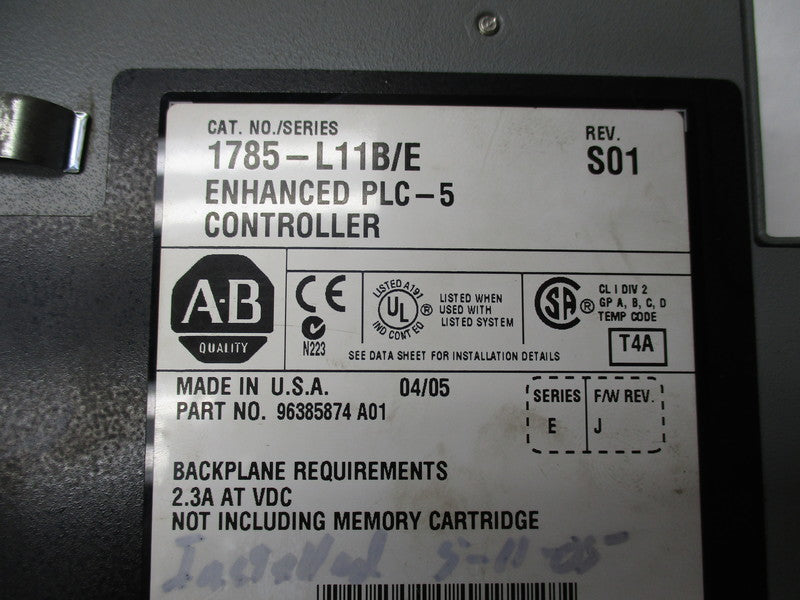 CAT. NO./SERIES
1785-L11B/E
REV.
S01
ENHANCED PLC-5
CONTROLLER
A-B
QUALITY
CE
N223
LISTED A191
UL ®
IND CONT EQ
LISTED WHEN
USED WITH
LISTED SYSTEM
SA ®
CL I DIV 2
GP A, B, C, D
TEMP CODE
T4A
SEE DATA SHEET FOR INSTALLATION DETAILS
MADE IN U.S.A. 04/05
PART NO. 96385874 A01
SERIES F/W REV.
E J
BACKPLANE REQUIREMENTS
2.3A AT VDC
NOT INCLUDING MEMORY CARTRIDGE
Installed 5-11-05